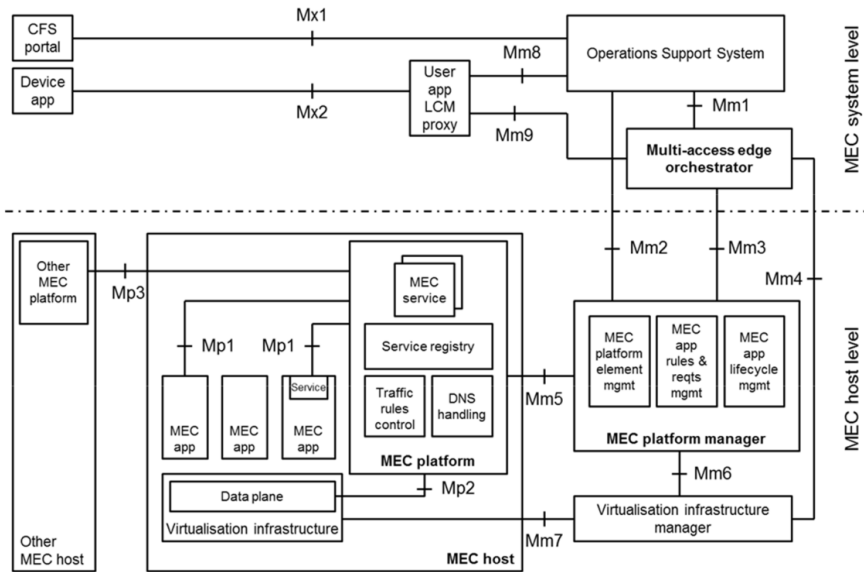 CFS
portal
Mx1
Operations Support System
Device
app
Mx2
User
app
LCM
proxy
Mm8
Mm9
Mm1
Multi-access edge
orchestrator
MEC system level
Other
MEC
platform
Mp3
MEC
service
Service registry
Traffic
rules
control
DNS
handling
MEC platform
Mp1
Mp1
MEC
app
MEC
app
Service
MEC
app
Mp2
Data plane
Virtualisation infrastructure
MEC host
Other
MEC host
Mm2
Mm3
Mm4
Mm5
MEC
platform
element
mgmt
MEC
app
rules &
reqts
mgmt
MEC
app
lifecycle
mgmt
MEC platform manager
Mm6
Mm7
Virtualisation infrastructure
manager
MEC host level